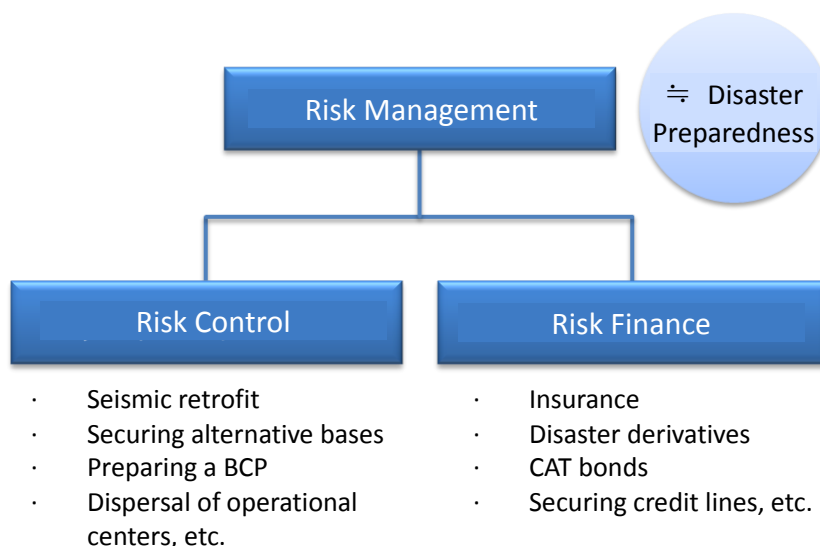 Risk Management
≒ Disaster
Preparedness
Risk Control
Risk Finance
· Seismic retrofit
· Securing alternative bases
· Preparing a BCP
· Dispersal of operational
centers, etc.
· Insurance
· Disaster derivatives
· CAT bonds
· Securing credit lines, etc.